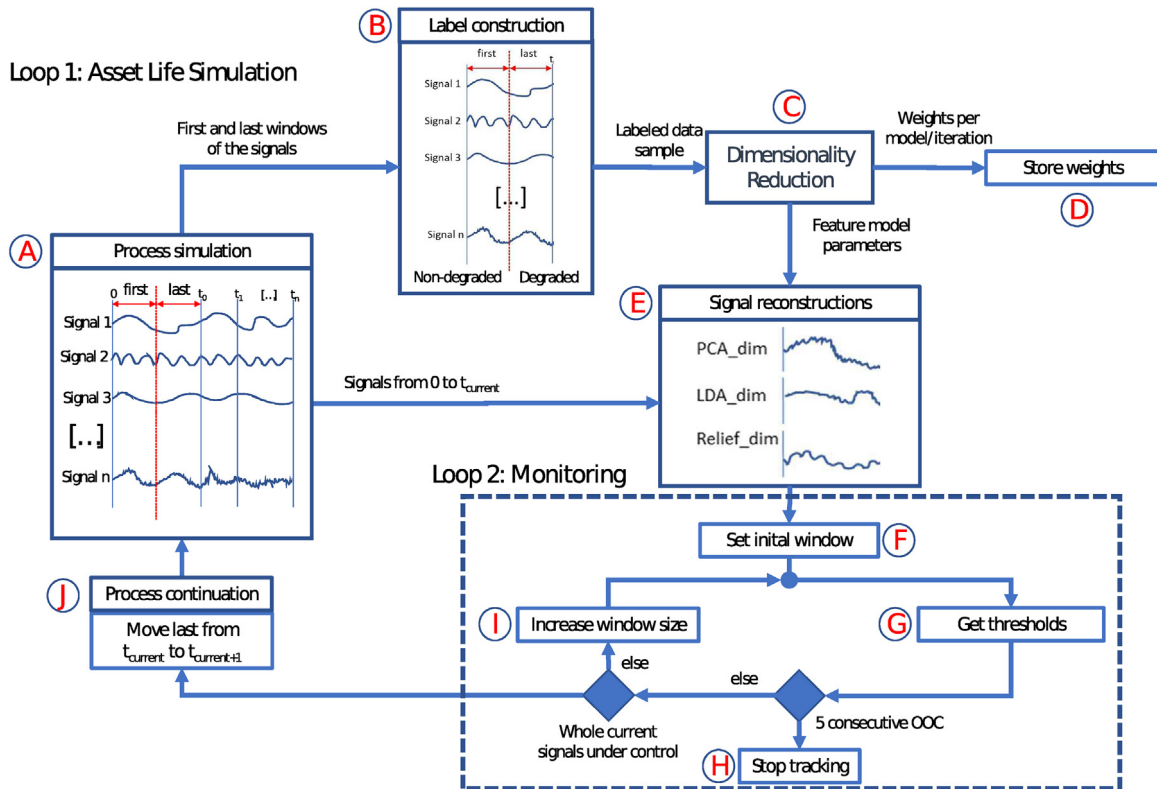 B
Label construction
first last t
Signal 1
Signal 2
Signal 3
[...]
Signal n
Non-degraded Degraded
Loop 1: Asset Life Simulation
First and last windows
of the signals
Labeled data
sample
C
Dimensionality
Reduction
Weights per
model/iteration
Store weights
D
Feature model
parameters
A
Process simulation
0 first last t0 t1 [...] tn
Signal 1
Signal 2
Signal 3
[...]
Signal n
Signals from 0 to tcurrent
E
Signal reconstructions
PCA_dim
LDA_dim
Relief_dim
Loop 2: Monitoring
Set inital window
F
I
Increase window size
G
Get thresholds
else
else
5 consecutive OOC
Whole current
signals under control
H
Stop tracking
J
Process continuation
Move last from
tcurrent to tcurrent+1